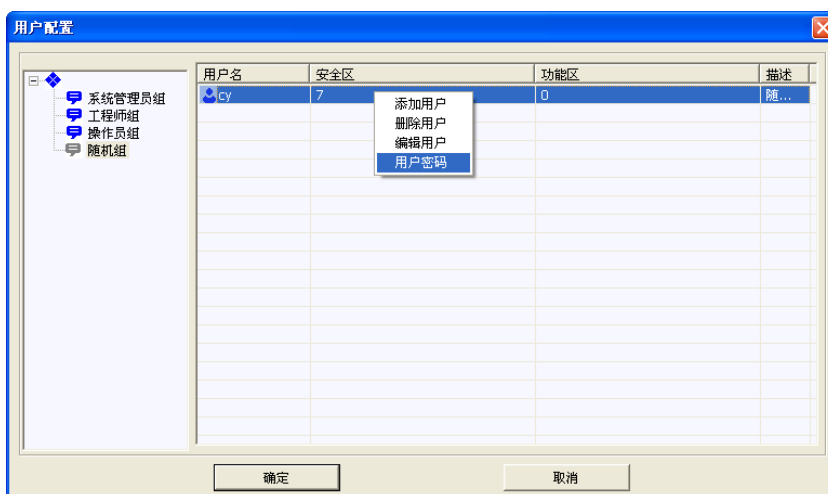 用户配置
系统管理员组
工程师组
操作员组
随机组
用户名 安全区 功能区 描述
cy 7 0 随...
添加用户
删除用户
编辑用户
用户密码
确定 取消